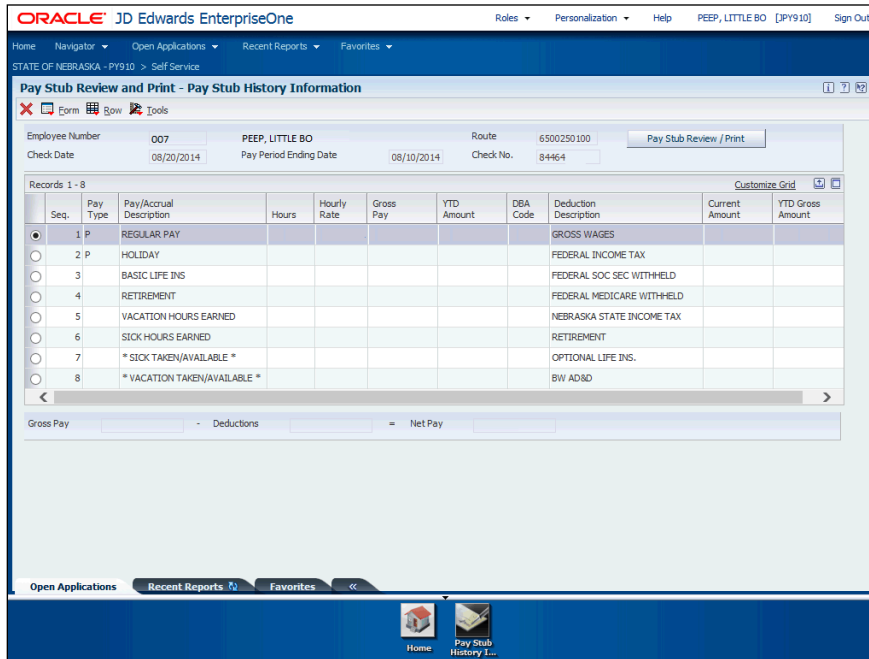 ORACLE® JD Edwards EnterpriseOne Roles Personalization Help PEEP, LITTLE BO [JPY910] Sign Out
Home Navigator Open Applications Recent Reports Favorites
STATE OF NEBRASKA - PY910 > Self Service
Pay Stub Review and Print - Pay Stub History Information
Form Row Tools
Employee Number 007 PEEP, LITTLE BO Route 6500250100 Pay Stub Review / Print
Check Date 08/20/2014 Pay Period Ending Date 08/10/2014 Check No. 84464
Records 1 - 8 Customize Grid
Seq. Pay Type Pay/Accrual Description Hours Hourly Rate Gross Pay YTD Amount DBA Code Deduction Description Current Amount YTD Gross Amount
1 P REGULAR PAY GROSS WAGES
2 P HOLIDAY FEDERAL INCOME TAX
3 BASIC LIFE INS FEDERAL SOC SEC WITHHELD
4 RETIREMENT FEDERAL MEDICARE WITHHELD
5 VACATION HOURS EARNED NEBRASKA STATE INCOME TAX
6 SICK HOURS EARNED RETIREMENT
7 * SICK TAKEN/AVAILABLE * OPTIONAL LIFE INS.
8 * VACATION TAKEN/AVAILABLE * BW AD&D
Gross Pay - Deductions = Net Pay
Open Applications Recent Reports Favorites «
Home Pay Stub
History I...